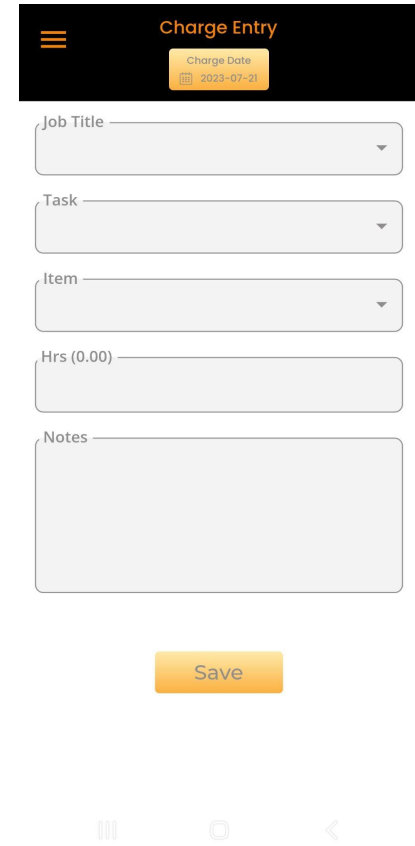 Charge Entry
Charge Date
2023-07-21
Job Title
Task
Item
Hrs (0.00)
Notes
Save